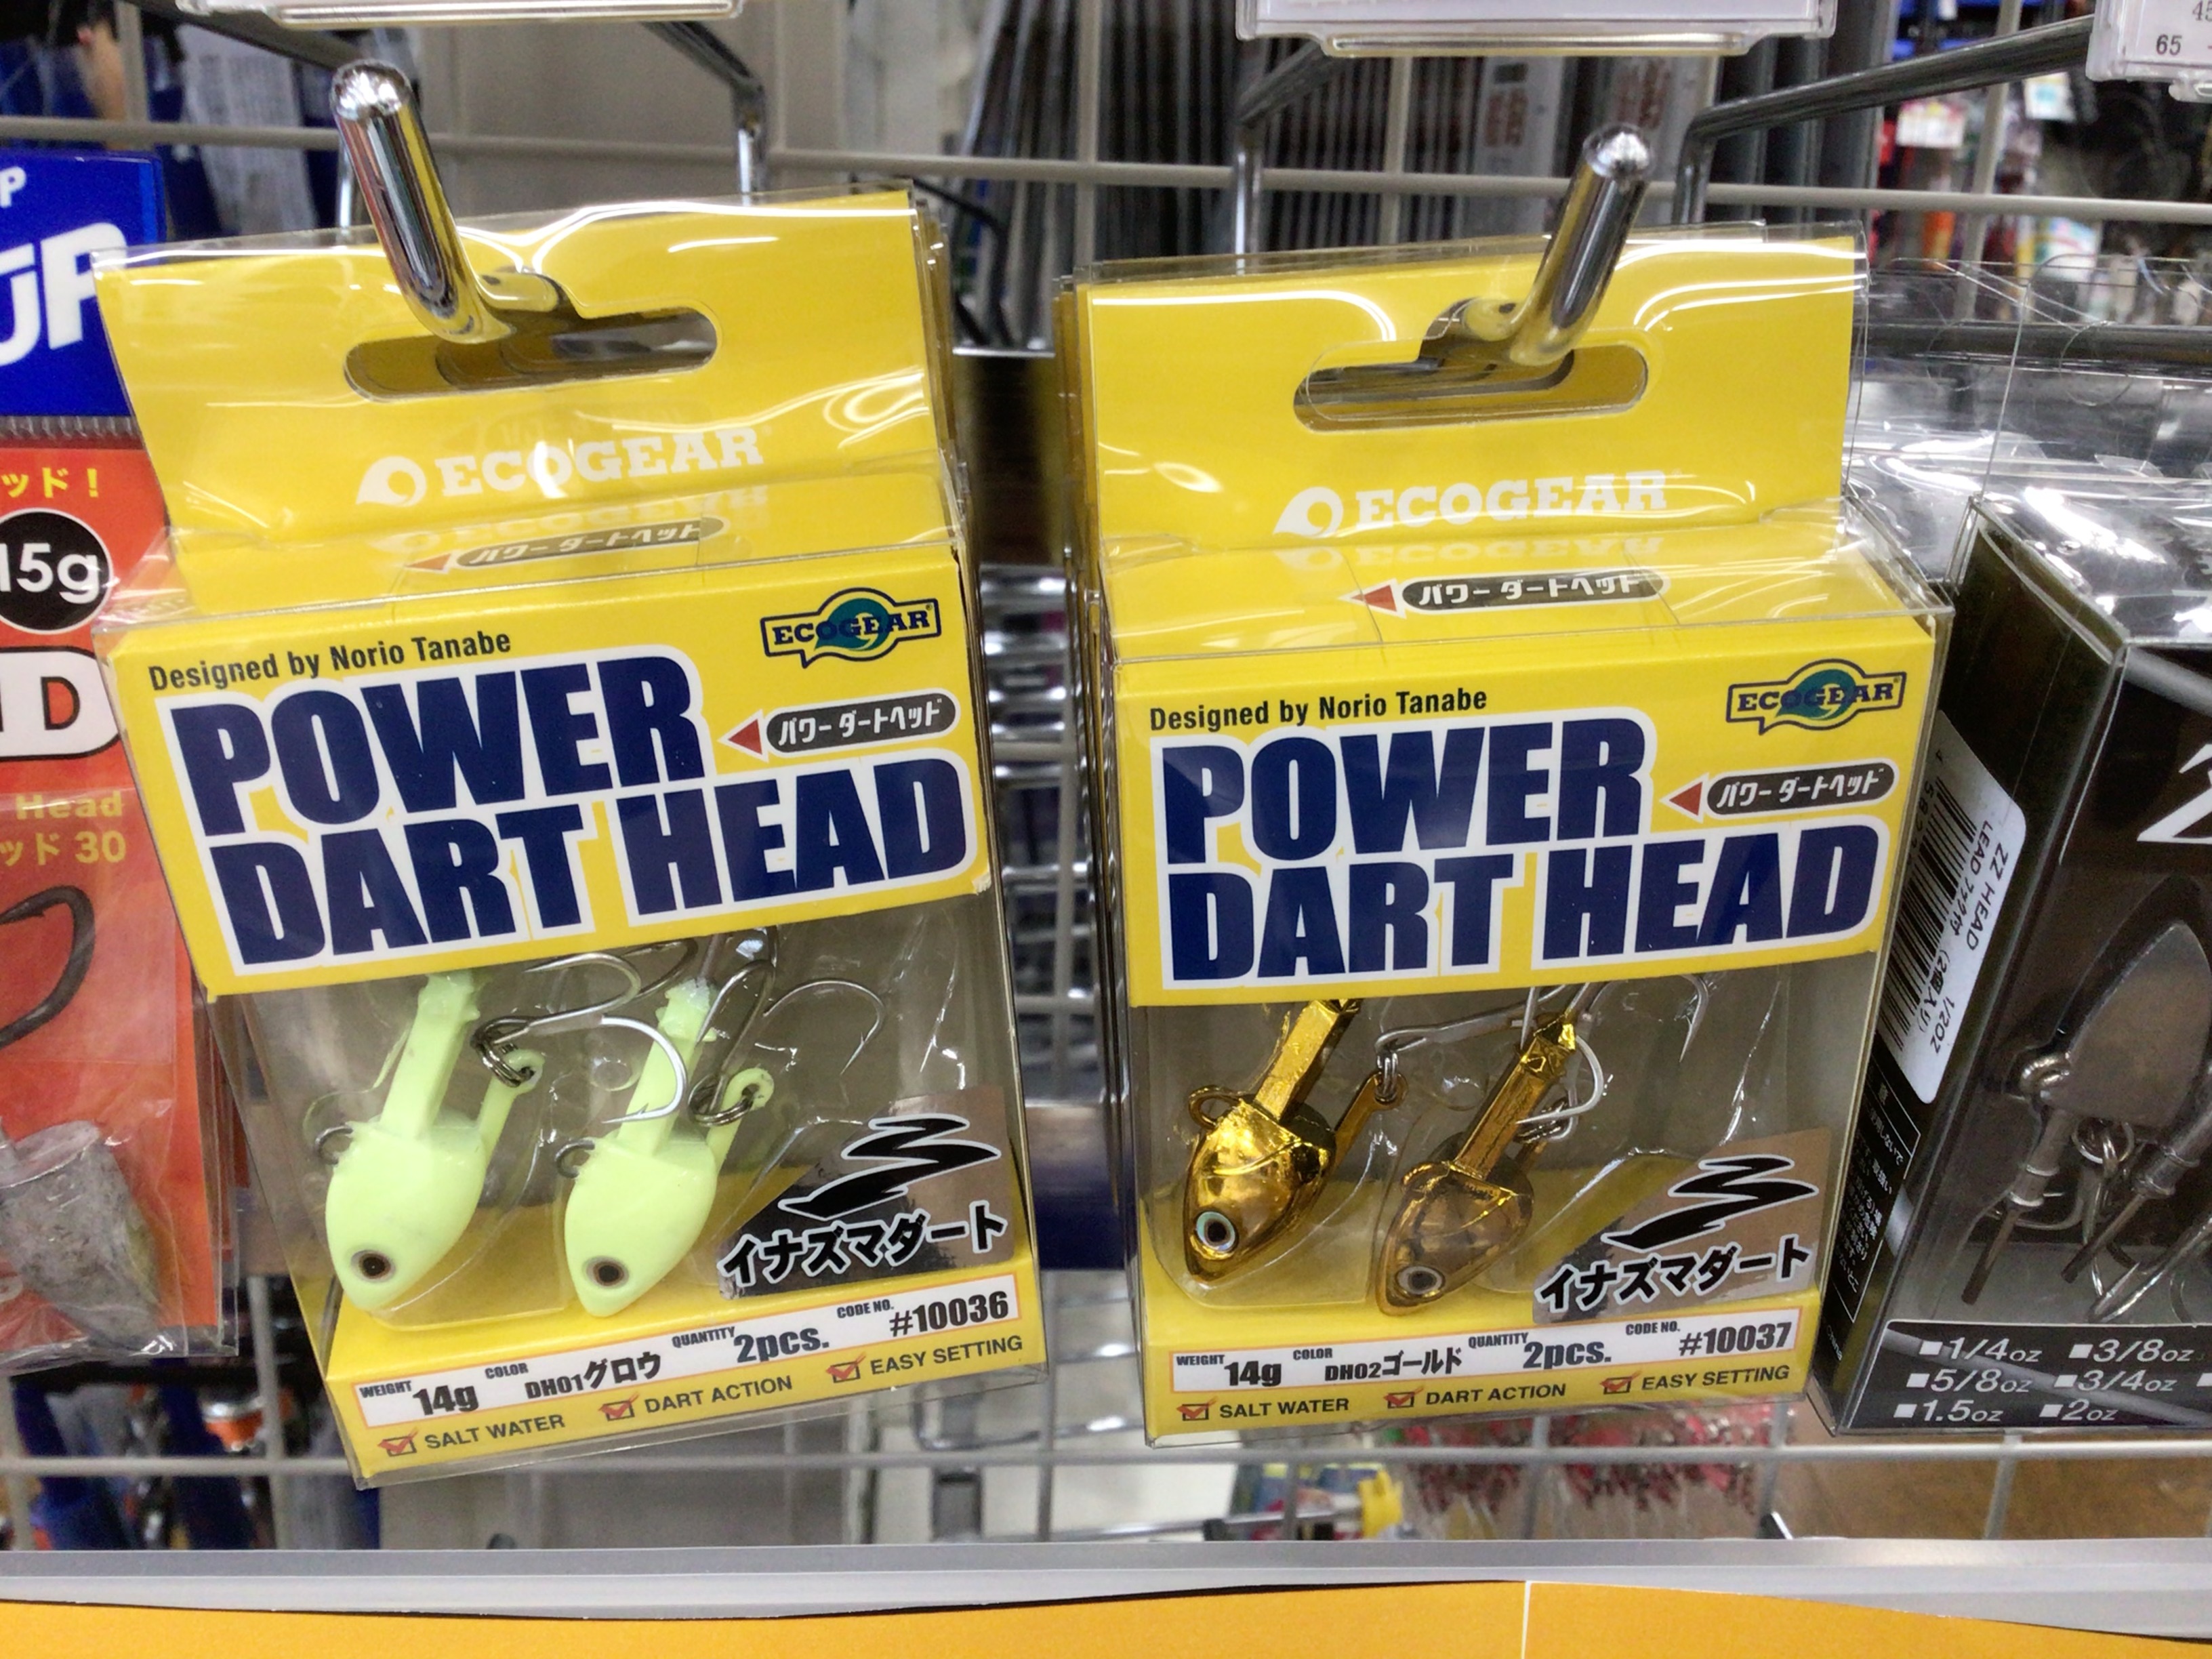 UP
ッド！
15g
D
Head
ッド 30
ECOGEAR
パワーダートヘッド
Designed by Norio Tanabe
ECOGEAR
POWER
パワーダートヘッド
DART HEAD
イナズマダート
WEIGHT 14g COLOR DH01グロウ QUANTITY 2pcs. CODE NO. #10036
SALT WATER DART ACTION EASY SETTING
ECOGEAR
パワーダートヘッド
Designed by Norio Tanabe
ECOGEAR
POWER
パワーダートヘッド
DART HEAD
イナズマダート
WEIGHT 14g COLOR DH02ゴールド QUANTITY 2pcs. CODE NO. #10037
SALT WATER DART ACTION EASY SETTING
65
ZZ HEAD 1/2OZ
1/4oz 3/8oz
5/8oz 3/4oz
1.5oz 2oz